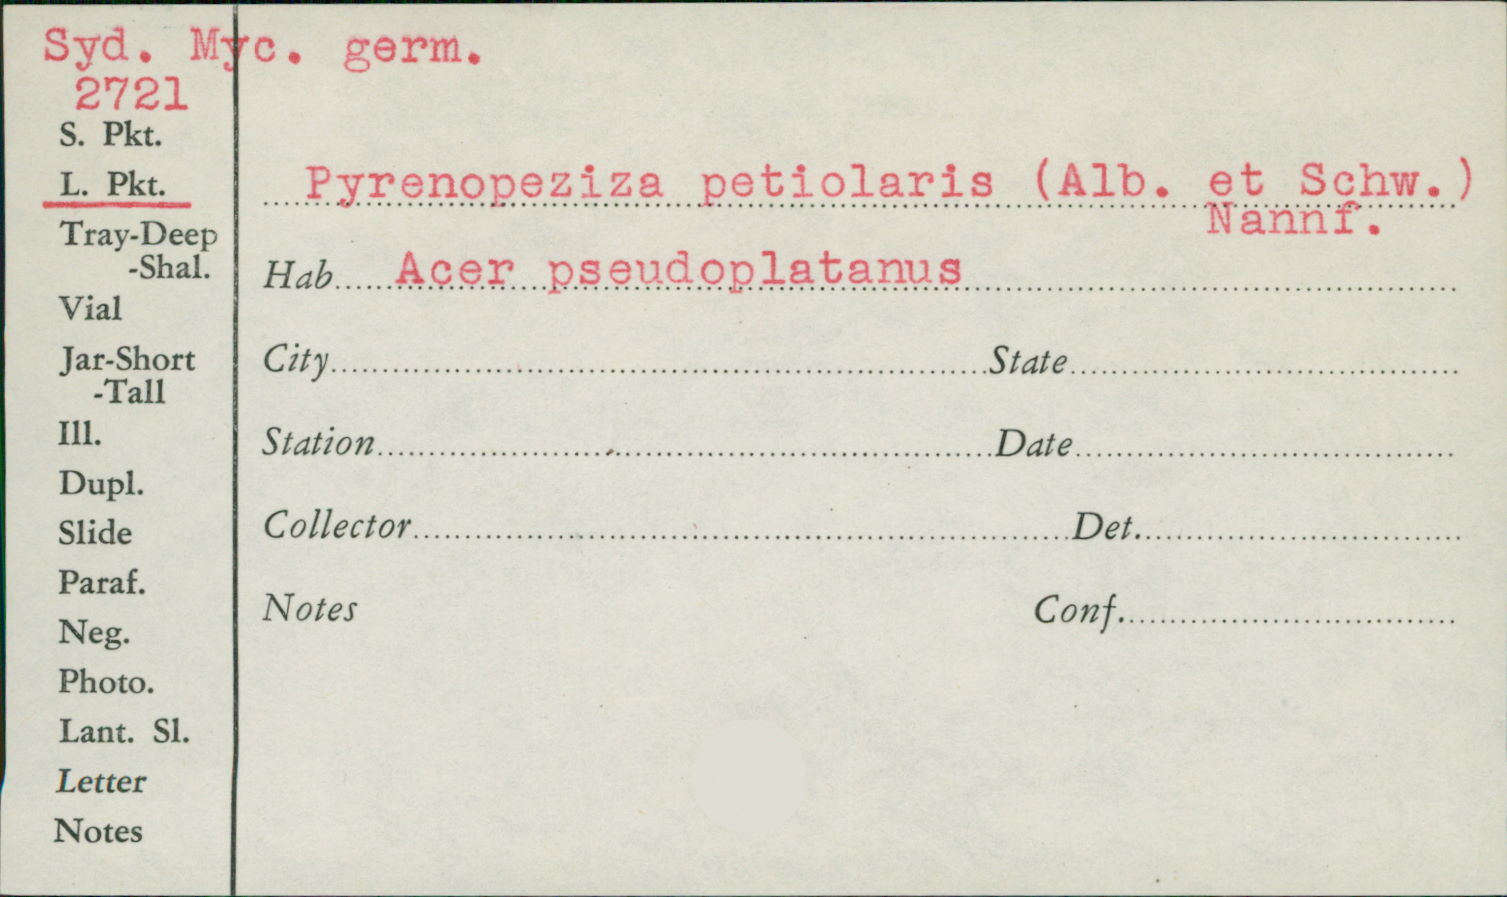 Syd. Myc. germ.
2721
S. Pkt.
L. Pkt.
Tray-Deep
-Shal.
Vial
Jar-Short
-Tall
Ill.
Dupl.
Slide
Paraf.
Neg.
Photo.
Lant. Sl.
Letter
Notes
Pyrenopeziza petiolaris (Alb. et Schw.)
Nannf.
Hab. Acer pseudoplatanus
City State
Station Date
Collector Det.
Notes Conf.